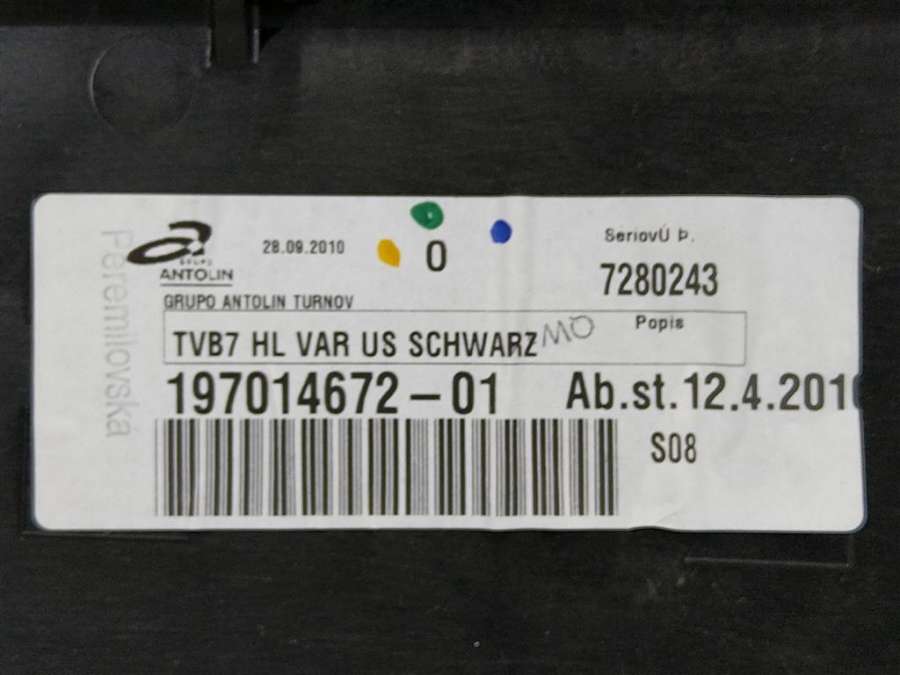 GRUPO
ANTOLIN
28.09.2010
0
SeriovÚ Þ.
7280243
GRUPO ANTOLIN TURNOV
Popis
TVB7 HL VAR US SCHWARZ MO
197014672-01
Ab.st.12.4.2010
S08
Peremilovska